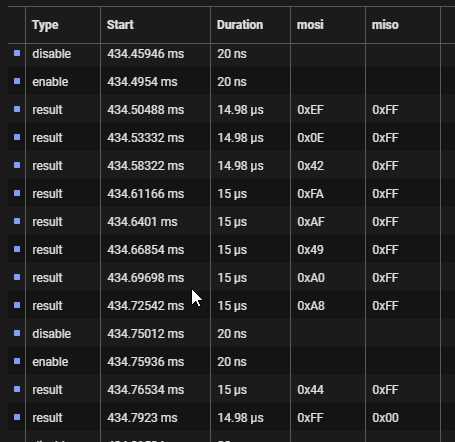 Type Start Duration mosi miso
disable 434.45946 ms 20 ns
enable 434.4954 ms 20 ns
result 434.50488 ms 14.98 µs 0xEF 0xFF
result 434.53332 ms 14.98 µs 0x0E 0xFF
result 434.58322 ms 14.98 µs 0x42 0xFF
result 434.61166 ms 15 µs 0xFA 0xFF
result 434.6401 ms 15 µs 0xAF 0xFF
result 434.66854 ms 15 µs 0x49 0xFF
result 434.69698 ms 15 µs 0xA0 0xFF
result 434.72542 ms 15 µs 0xA8 0xFF
disable 434.75012 ms 20 ns
enable 434.75936 ms 20 ns
result 434.76534 ms 15 µs 0x44 0xFF
result 434.7923 ms 14.98 µs 0xFF 0x00